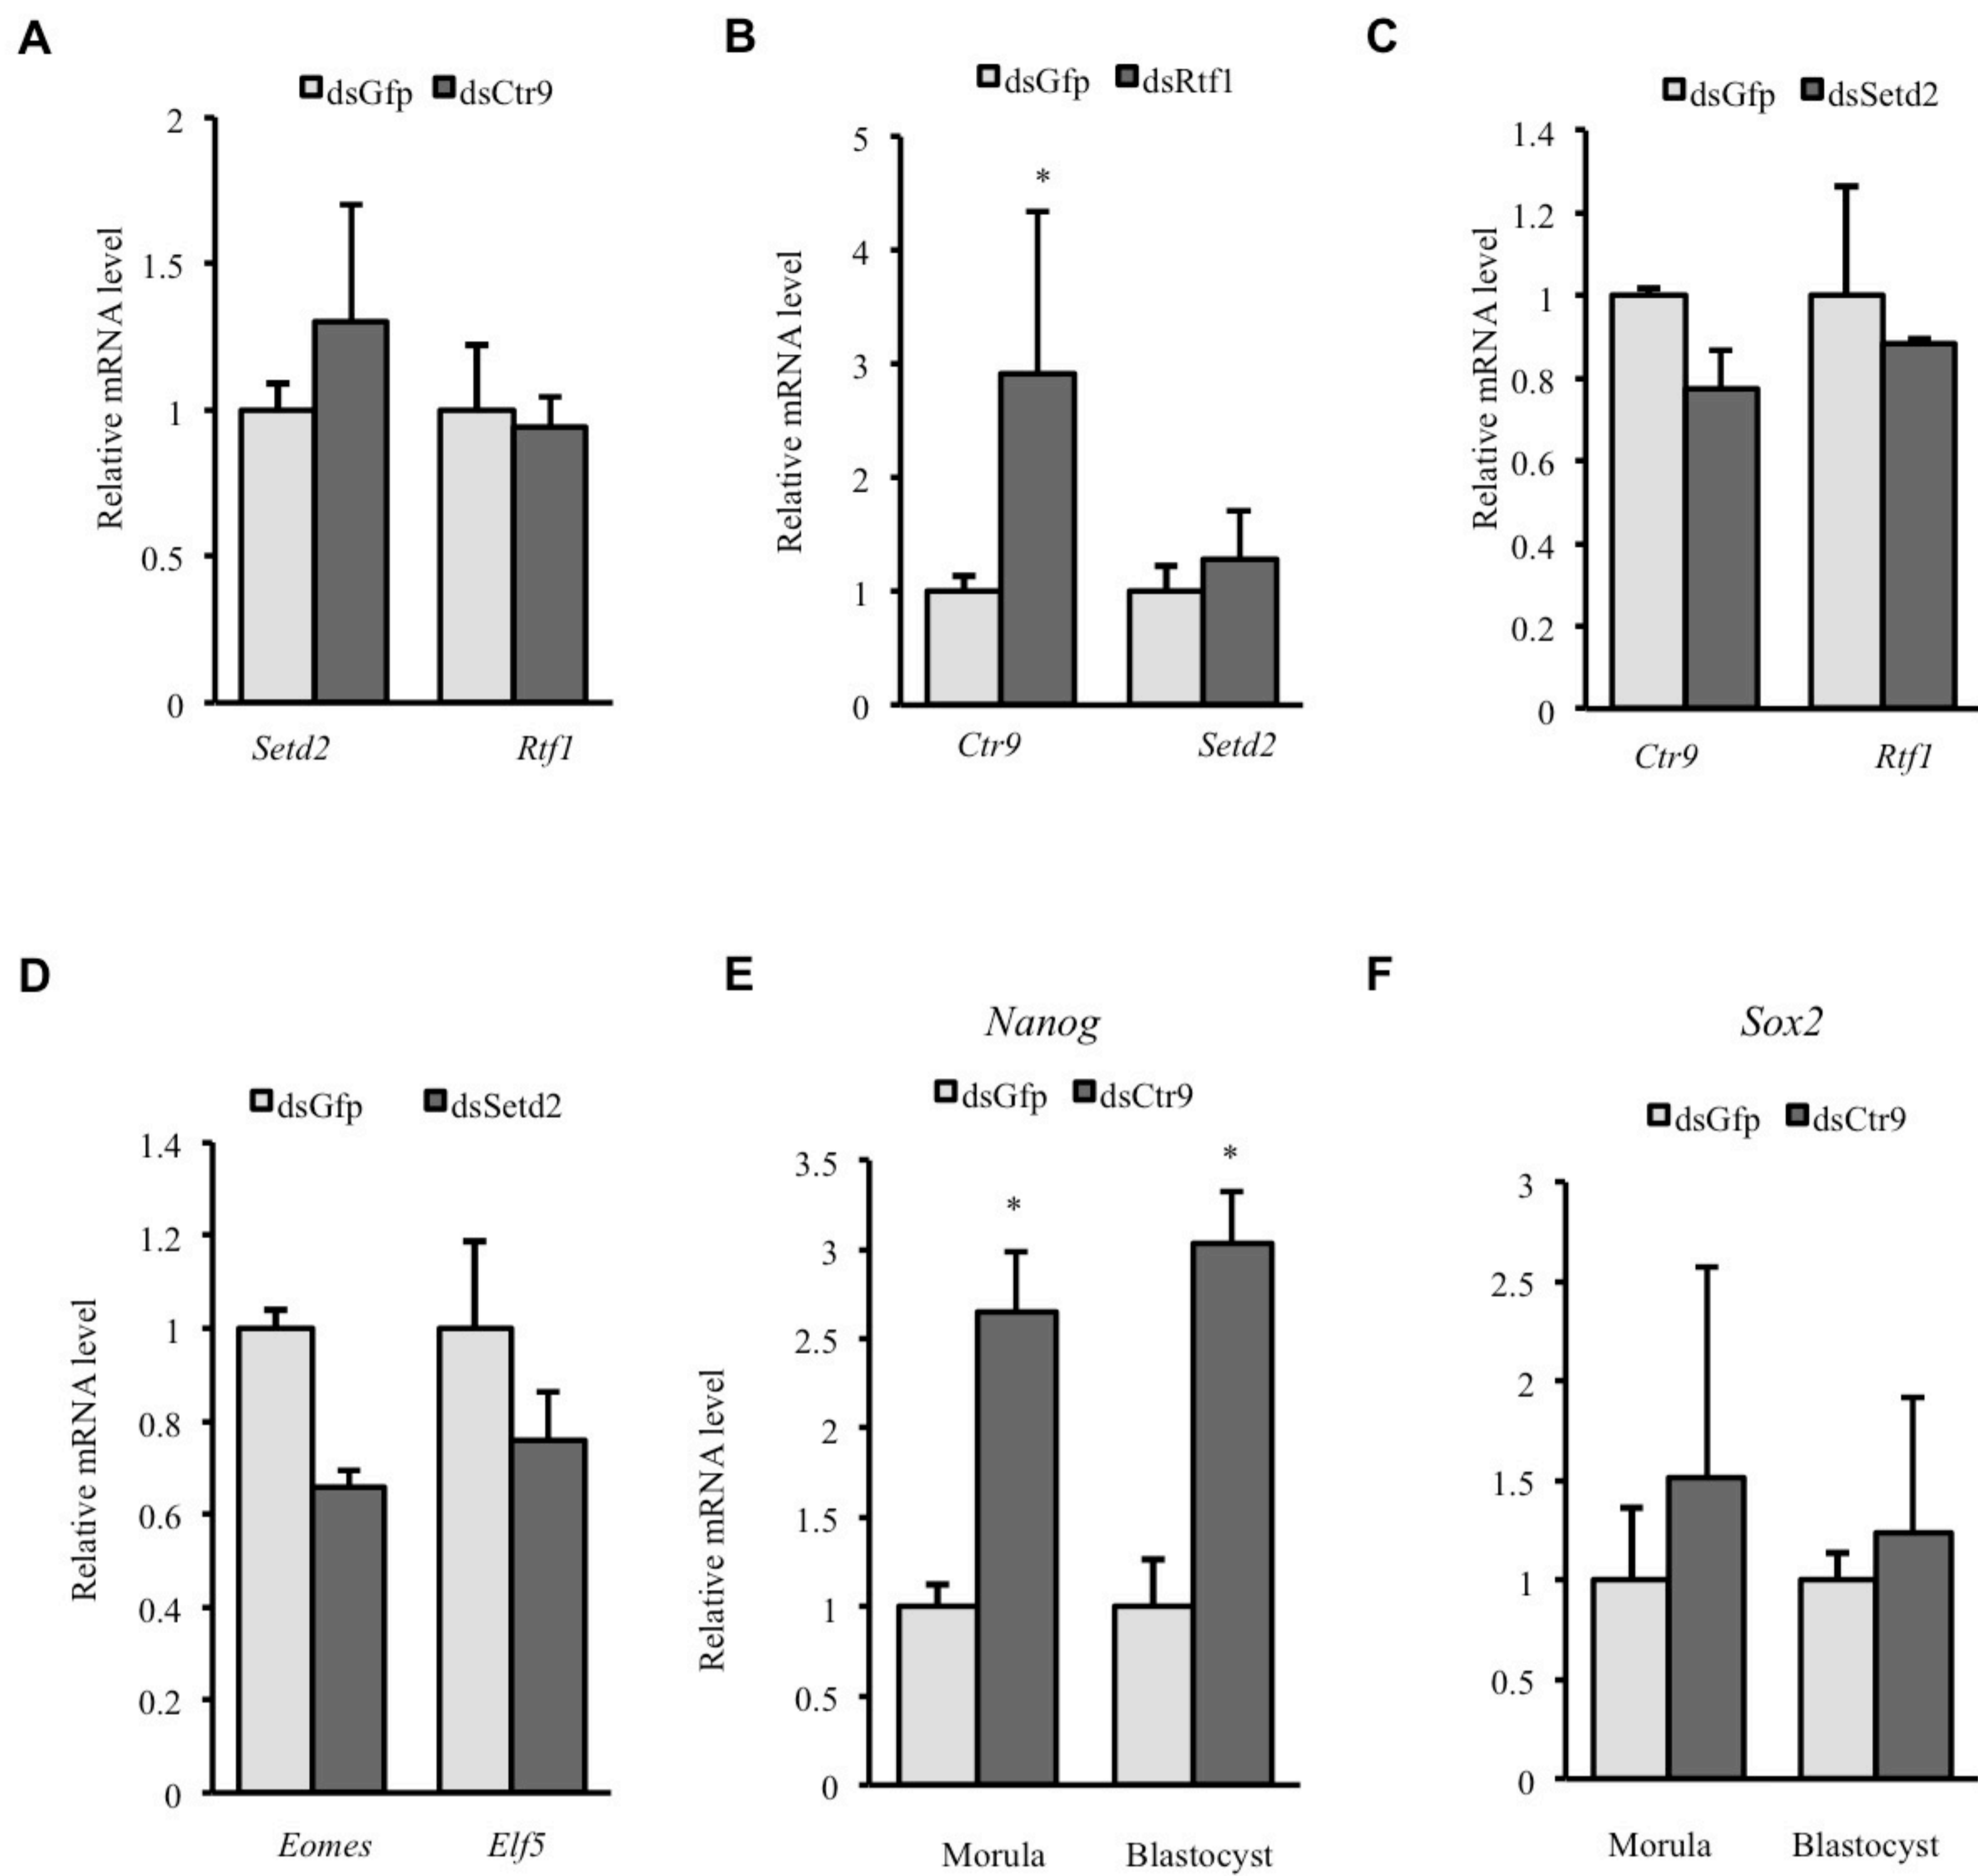 A
dsGfp dsCtr9
2
1.5
1
0.5
0
Relative mRNA level
Setd2 Rtf1
B
dsGfp dsRtf1
5
4
3
2
1
0
*
Relative mRNA level
Ctr9 Setd2
C
dsGfp dsSetd2
1.4
1.2
1
0.8
0.6
0.4
0.2
0
Relative mRNA level
Ctr9 Rtf1
D
dsGfp dsSetd2
1.4
1.2
1
0.8
0.6
0.4
0.2
0
Relative mRNA level
Eomes Elf5
E
Nanog
dsGfp dsCtr9
3.5
3
2.5
2
1.5
1
0.5
0
* *
Relative mRNA level
Morula Blastocyst
F
Sox2
dsGfp dsCtr9
3
2.5
2
1.5
1
0.5
0
Morula Blastocyst